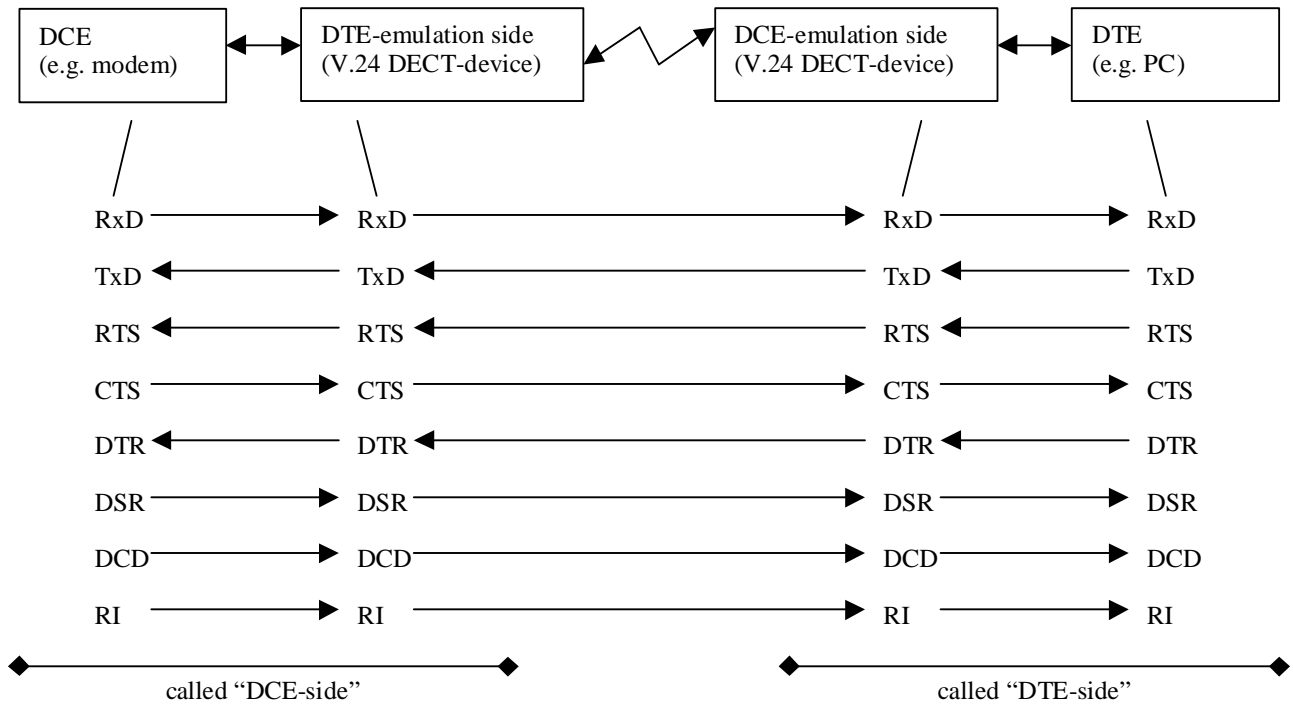 DCE
(e.g. modem)
DTE-emulation side
(V.24 DECT-device)
DCE-emulation side
(V.24 DECT-device)
DTE
(e.g. PC)
RxD RxD RxD RxD
TxD TxD TxD TxD
RTS RTS RTS RTS
CTS CTS CTS CTS
DTR DTR DTR DTR
DSR DSR DSR DSR
DCD DCD DCD DCD
RI RI RI RI
called “DCE-side” called “DTE-side”